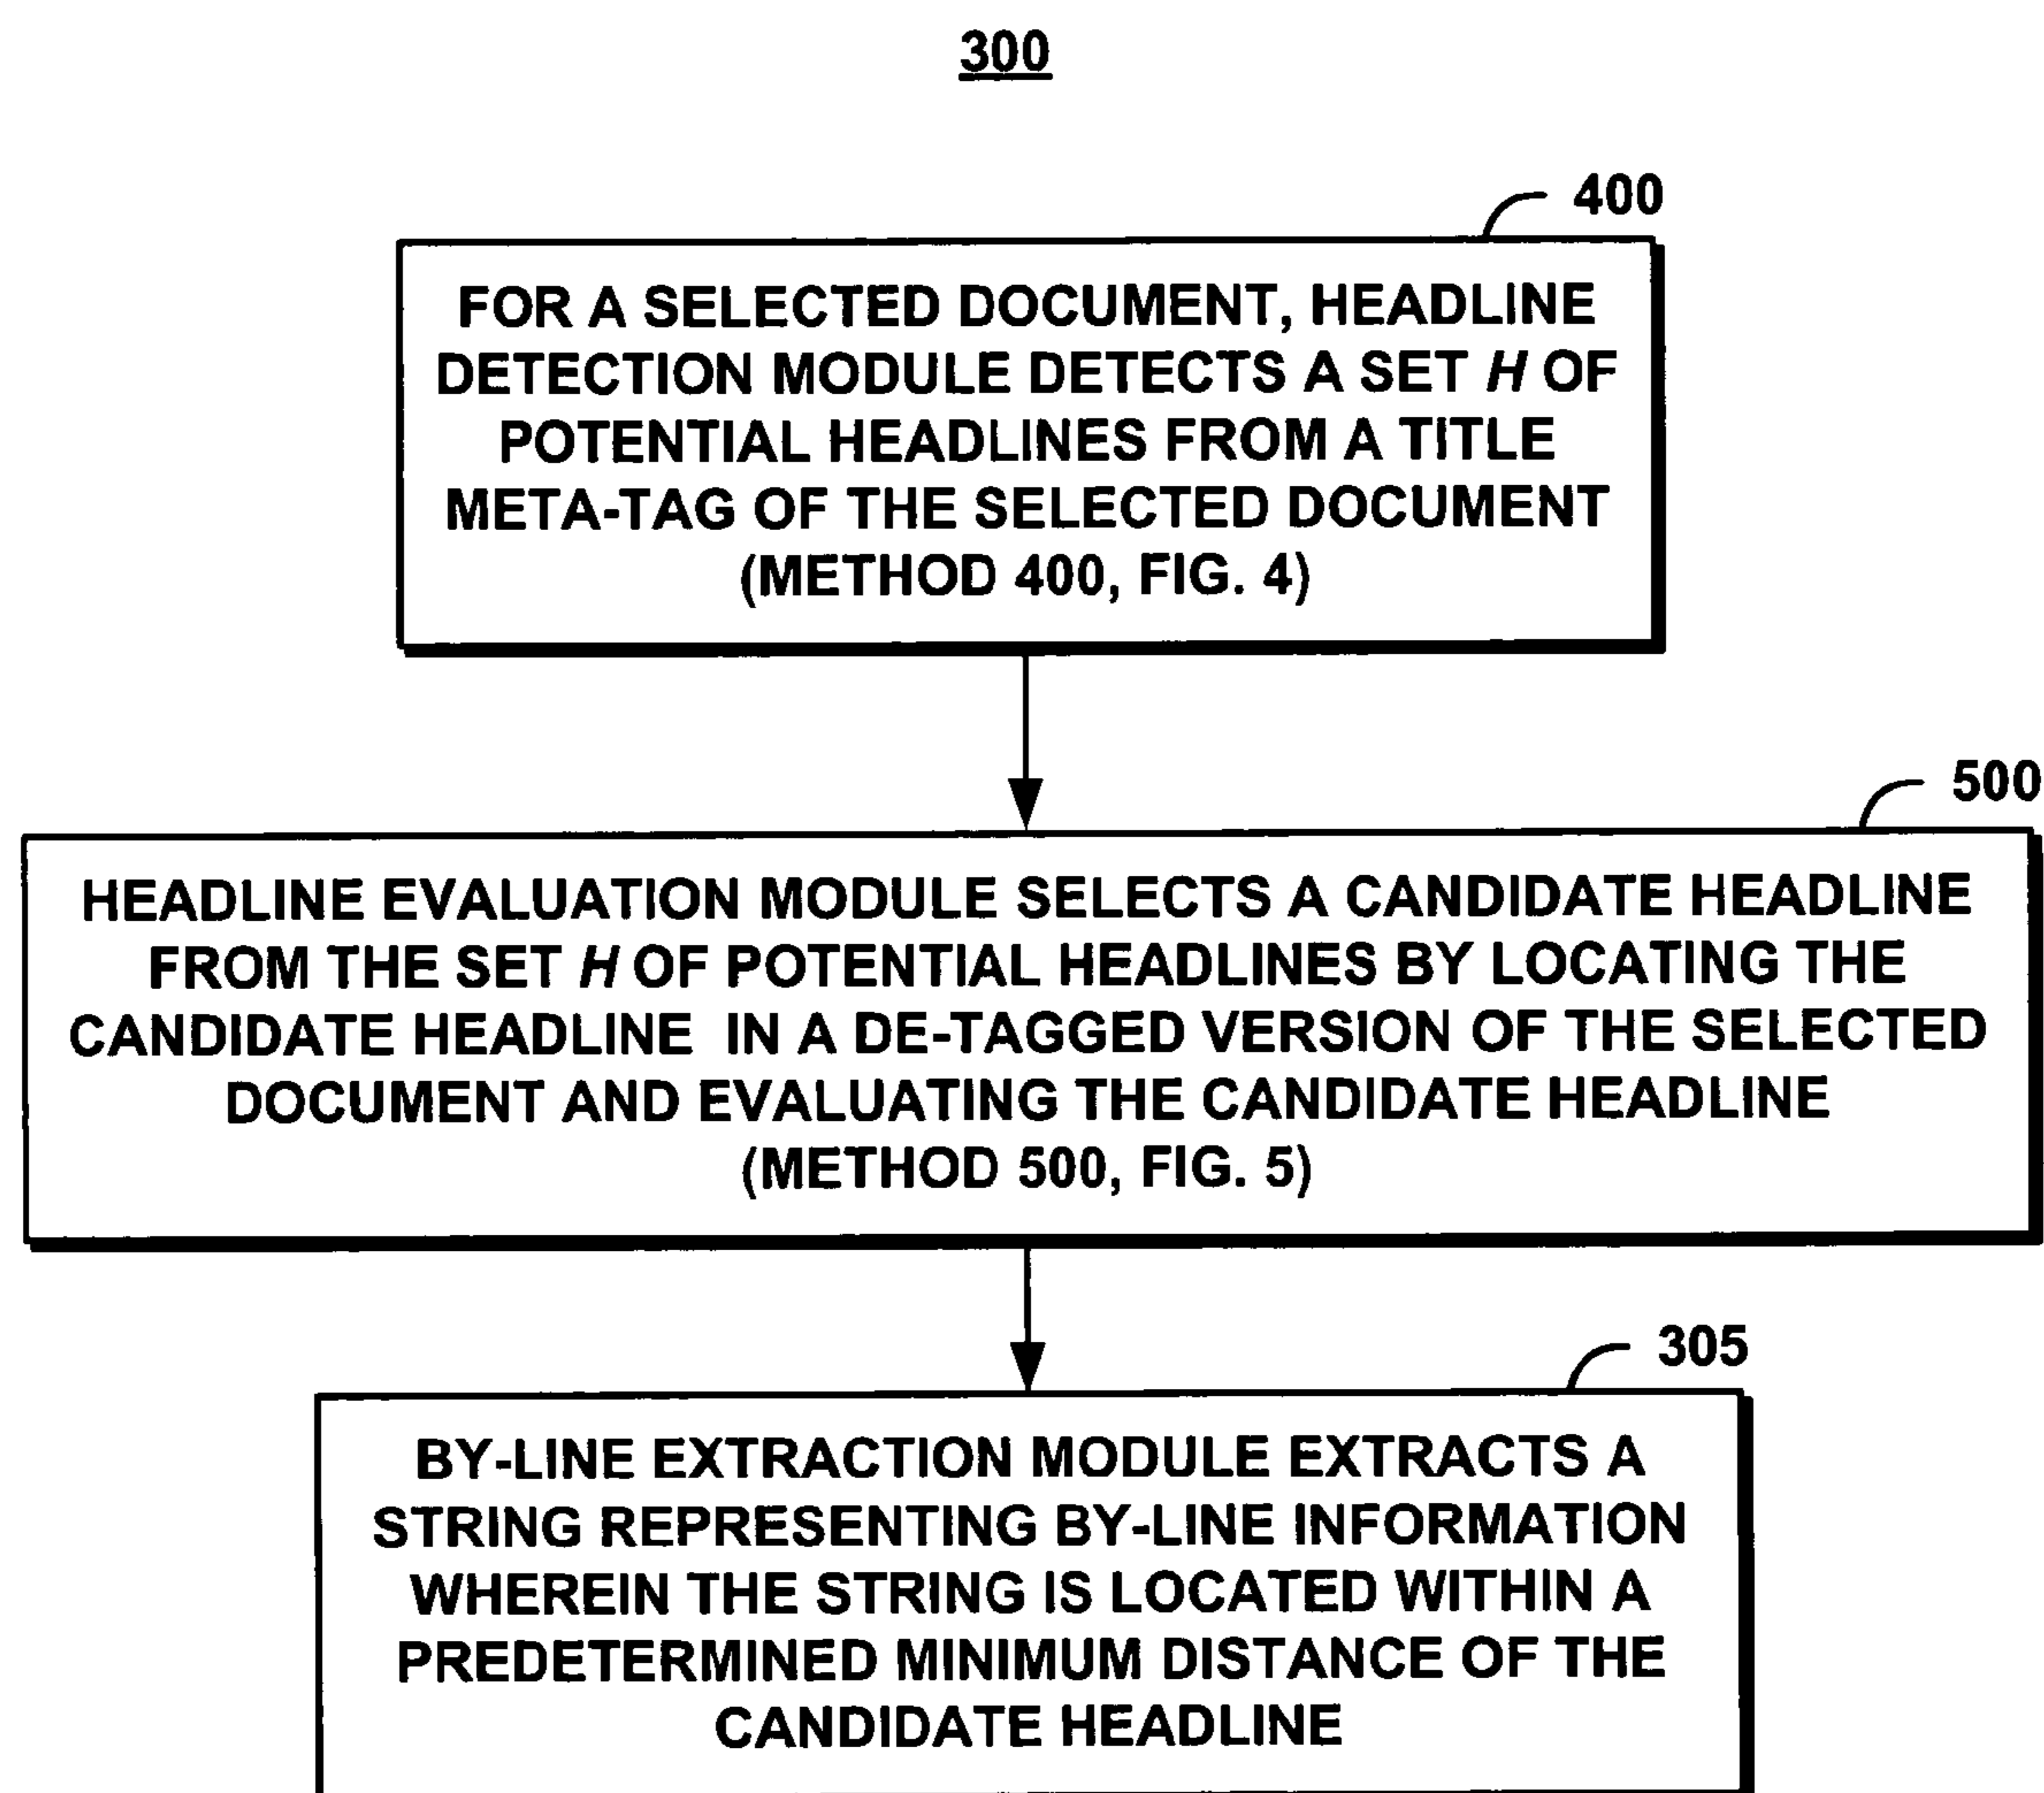 300
400
FOR A SELECTED DOCUMENT, HEADLINE
DETECTION MODULE DETECTS A SET H OF
POTENTIAL HEADLINES FROM A TITLE
META-TAG OF THE SELECTED DOCUMENT
(METHOD 400, FIG. 4)
500
HEADLINE EVALUATION MODULE SELECTS A CANDIDATE HEADLINE
FROM THE SET H OF POTENTIAL HEADLINES BY LOCATING THE
CANDIDATE HEADLINE IN A DE-TAGGED VERSION OF THE SELECTED
DOCUMENT AND EVALUATING THE CANDIDATE HEADLINE
(METHOD 500, FIG. 5)
305
BY-LINE EXTRACTION MODULE EXTRACTS A
STRING REPRESENTING BY-LINE INFORMATION
WHEREIN THE STRING IS LOCATED WITHIN A
PREDETERMINED MINIMUM DISTANCE OF THE
CANDIDATE HEADLINE